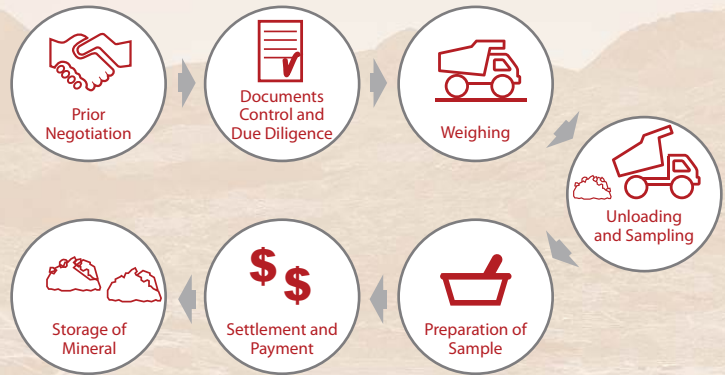 Prior
Negotiation
Documents
Control and
Due Diligence
Weighing
Unloading
and Sampling
Preparation of
Sample
$ $
Settlement and
Payment
Storage of
Mineral